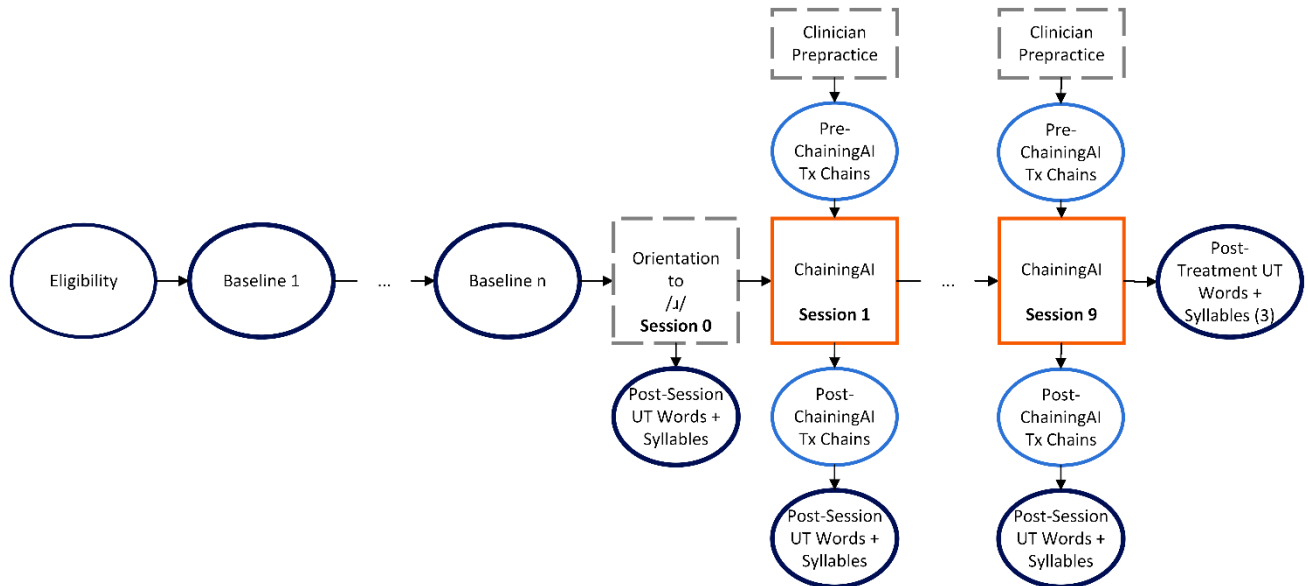 Clinician
Prepractice
Clinician
Prepractice
Pre-
ChainingAI
Tx Chains
Pre-
ChainingAI
Tx Chains
Eligibility
Baseline 1
...
Baseline n
Orientation
to
/ɹ/
Session 0
ChainingAI
Session 1
...
ChainingAI
Session 9
Post-
Treatment UT
Words +
Syllables (3)
Post-Session
UT Words +
Syllables
Post-
ChainingAI
Tx Chains
Post-
ChainingAI
Tx Chains
Post-Session
UT Words +
Syllables
Post-Session
UT Words +
Syllables